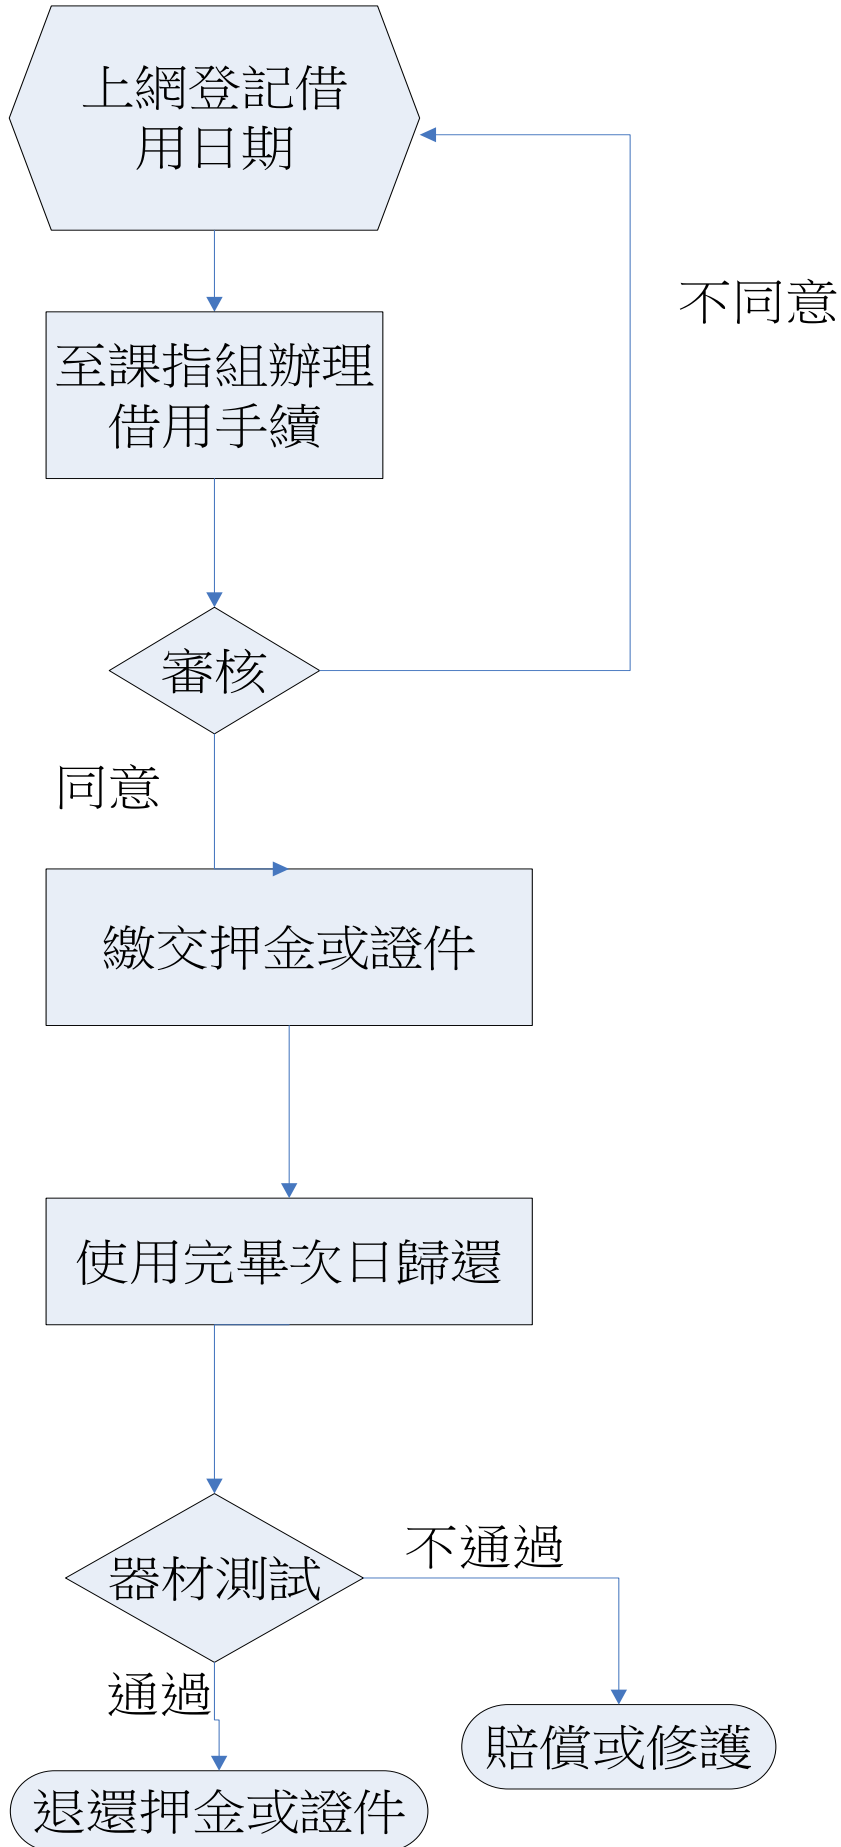 上網登記借
用日期
不同意
至課指組辦理
借用手續
審核
同意
繳交押金或證件
使用完畢次日歸還
器材測試
不通過
通過
賠償或修護
退還押金或證件